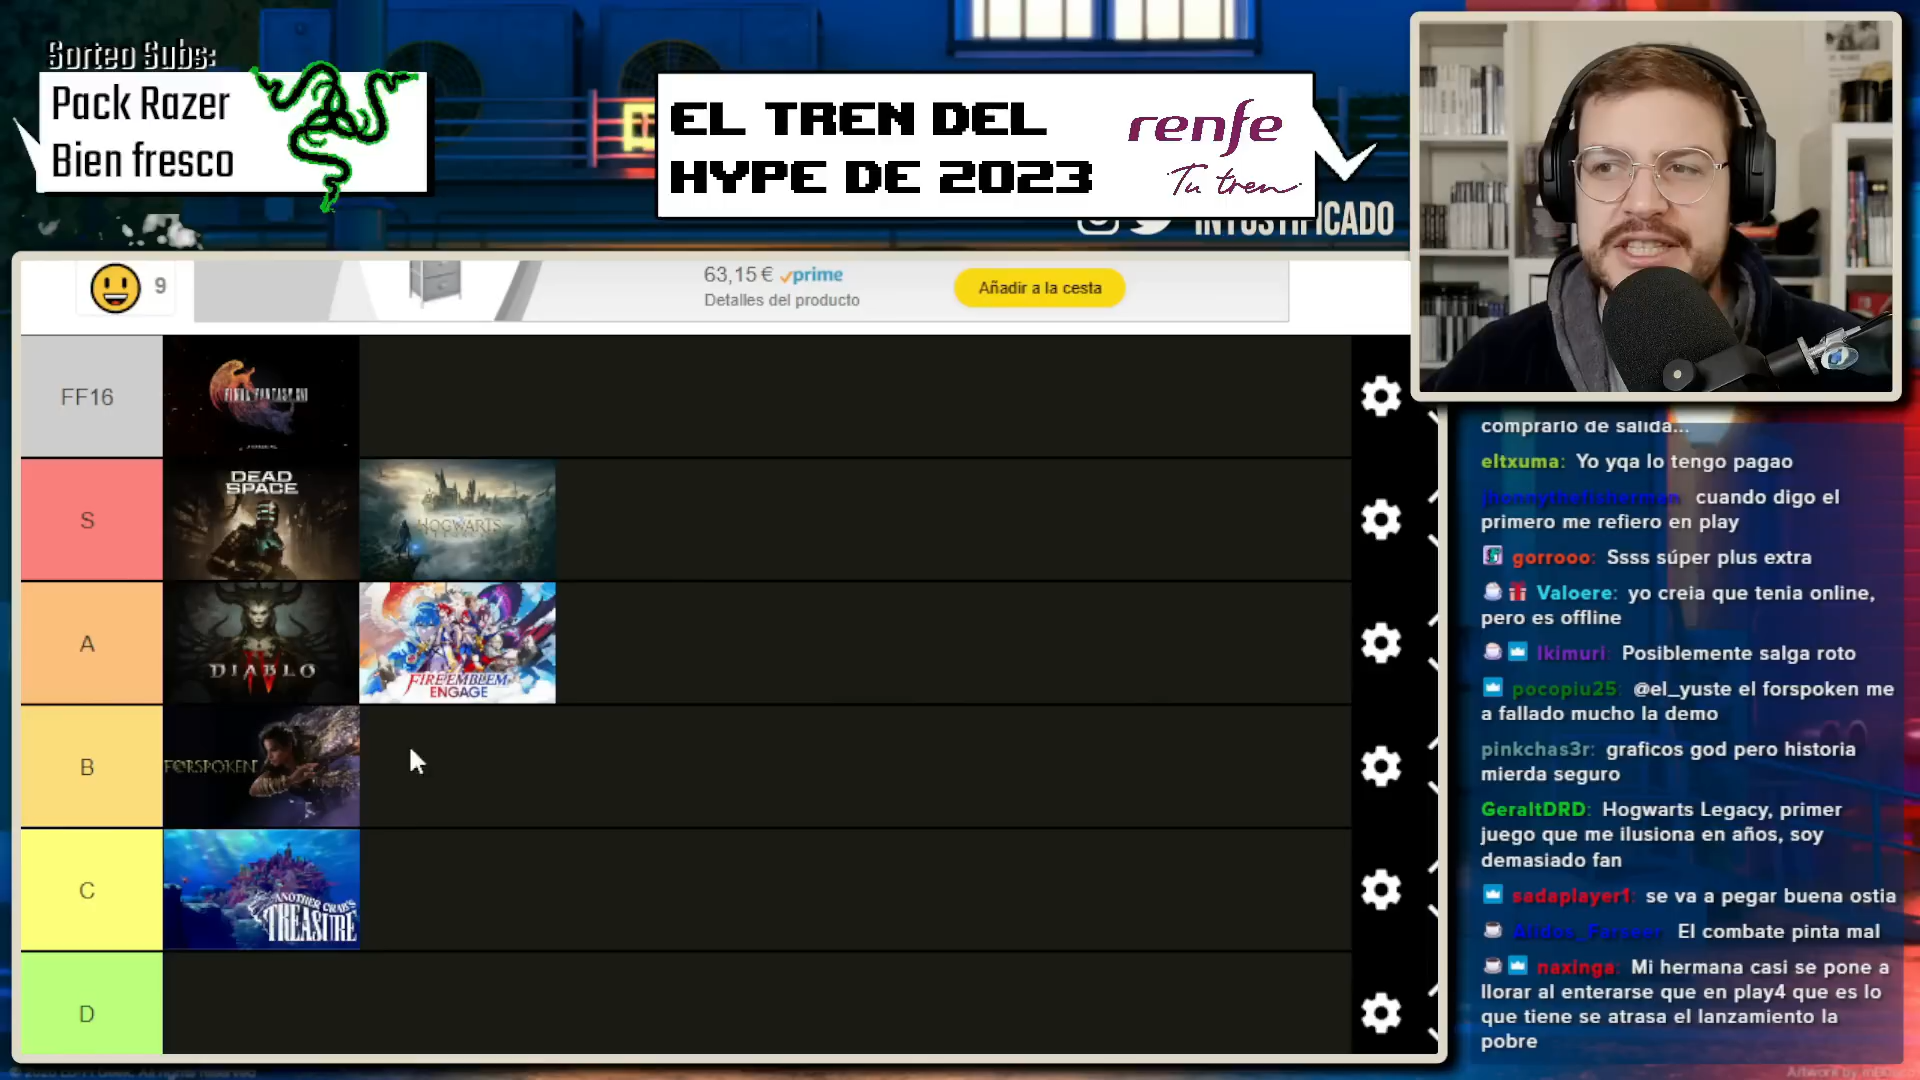 Sorteo Subs:
Pack Razer
Bien fresco
EL TREN DEL
HYPE DE 2023
renfe
Tu tren
INTUSTIFICADO
9
63,15 € prime
Detalles del producto
Añadir a la cesta
FF16
FINAL FANTASY XVI
S
DEAD
SPACE
HOGWARTS
A
DIABLO
IV
FIRE EMBLEM
ENGAGE
B
FORSPOKEN
C
ANOTHER CRAB'S
TREASURE
D
comprarlo de salida...
eltxuma: Yo yqa lo tengo pagao
jhonnythefisherman cuando digo el
primero me refiero en play
gorrooo: Ssss súper plus extra
Valoere: yo creia que tenia online,
pero es offline
Ikimuri: Posiblemente salga roto
pocopiu25: @el_yuste el forspoken me
a fallado mucho la demo
pinkchas3r: graficos god pero historia
mierda seguro
GeraltDRD: Hogwarts Legacy, primer
juego que me ilusiona en años, soy
demasiado fan
sadaplayer1: se va a pegar buena ostia
El combate pinta mal
naxinga: Mi hermana casi se pone a
llorar al enterarse que en play4 que es lo
que tiene se atrasa el lanzamiento la
pobre